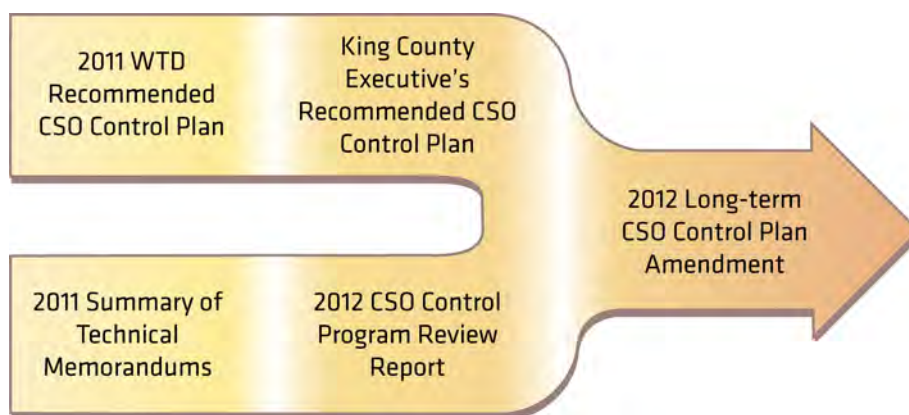 2011 WTD
Recommended
CSO Control Plan
King County
Executive's
Recommended CSO
Control Plan
2011 Summary of
Technical
Memorandums
2012 CSO Control
Program Review
Report
2012 Long-term
CSO Control Plan
Amendment